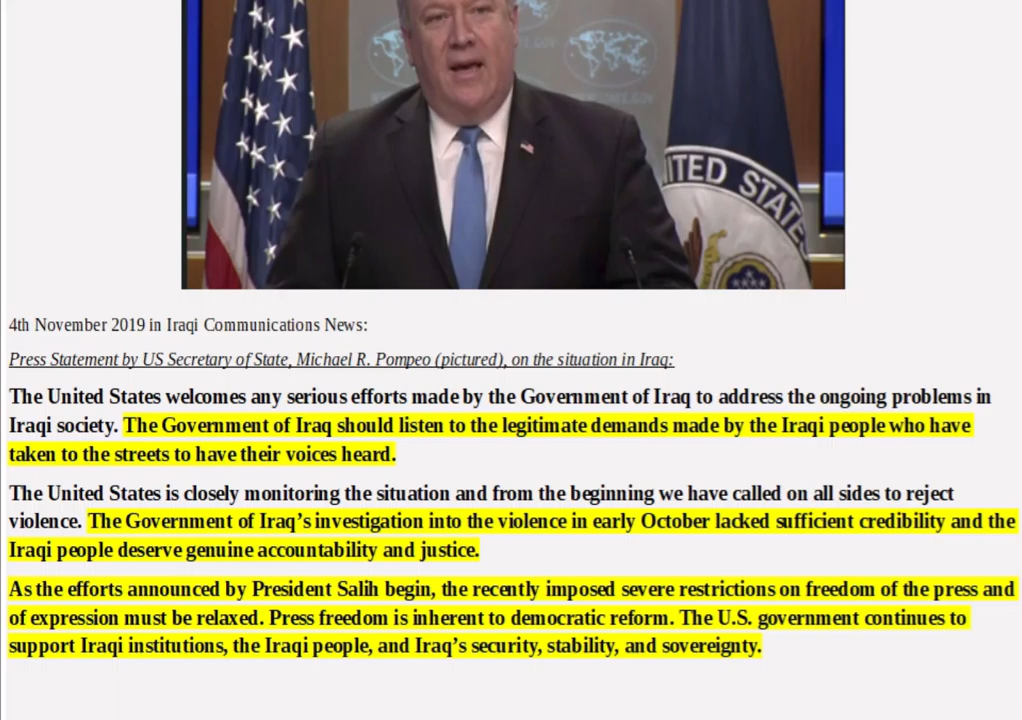 NITED STATES
4th November 2019 in Iraqi Communications News:
Press Statement by US Secretary of State, Michael R. Pompeo (pictured), on the situation in Iraq:
The United States welcomes any serious efforts made by the Government of Iraq to address the ongoing problems in
Iraqi society. The Government of Iraq should listen to the legitimate demands made by the Iraqi people who have
taken to the streets to have their voices heard.
The United States is closely monitoring the situation and from the beginning we have called on all sides to reject
violence. The Government of Iraq’s investigation into the violence in early October lacked sufficient credibility and the
Iraqi people deserve genuine accountability and justice.
As the efforts announced by President Salih begin, the recently imposed severe restrictions on freedom of the press and
of expression must be relaxed. Press freedom is inherent to democratic reform. The U.S. government continues to
support Iraqi institutions, the Iraqi people, and Iraq’s security, stability, and sovereignty.